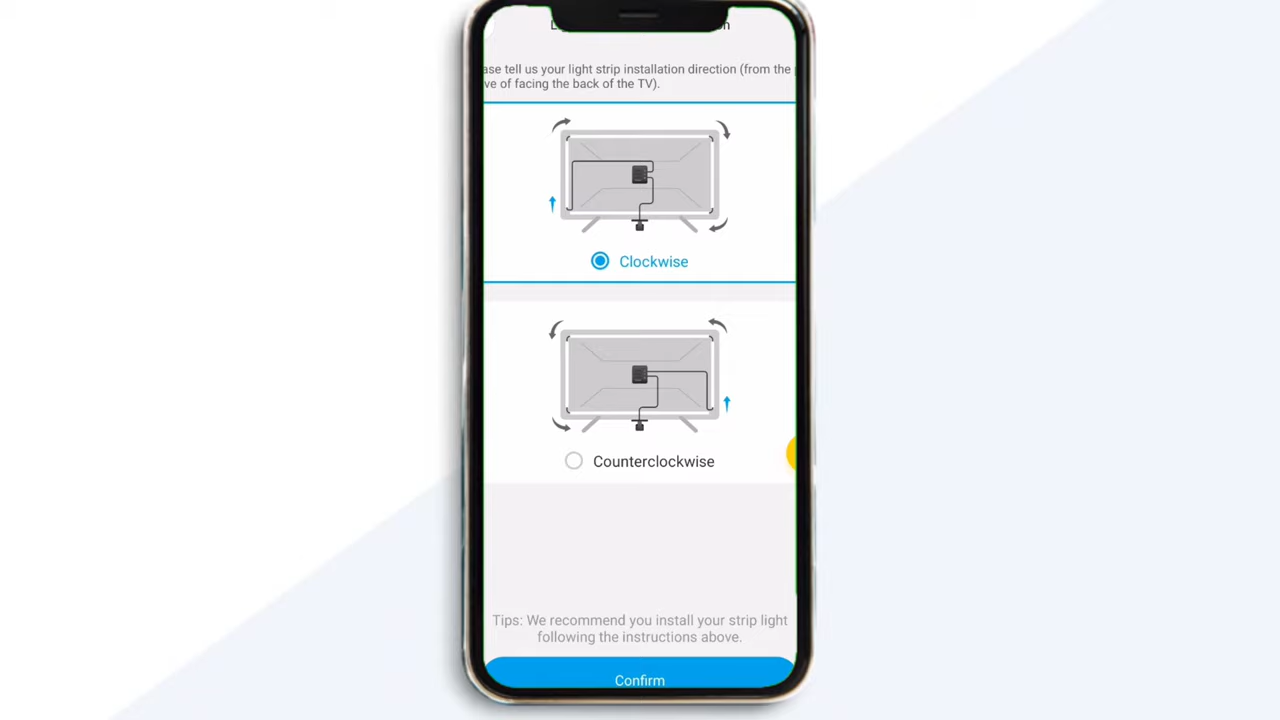 ase tell us your light strip installation direction (from the
ve of facing the back of the TV).
Clockwise
Counterclockwise
Tips: We recommend you install your strip light
following the instructions above.
Confirm